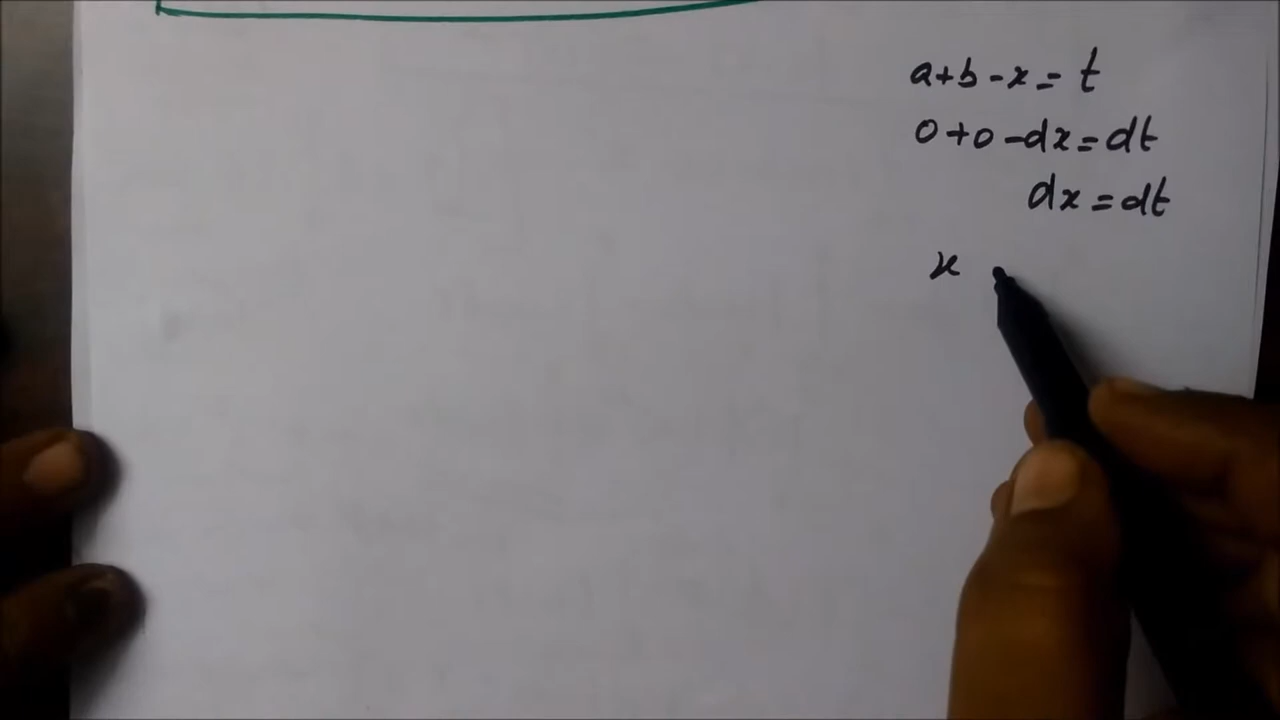 a+b-x= t
0+0-dx=dt
dx=dt
x